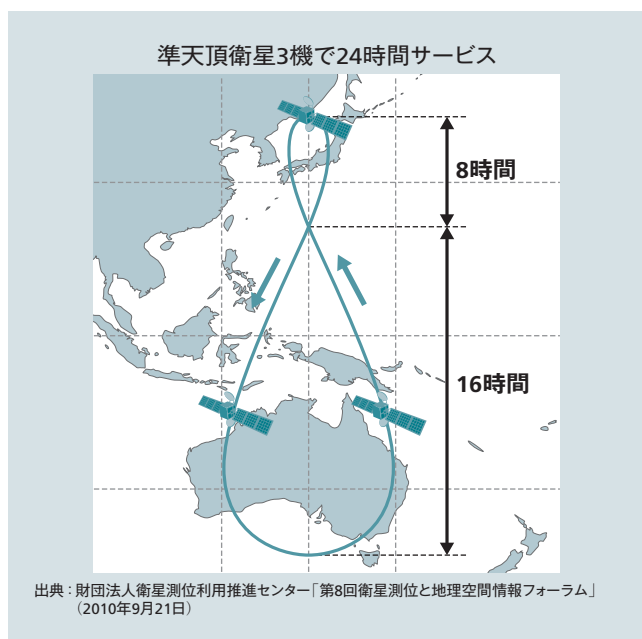 準天頂衛星3機で24時間サービス
8時間
16時間
出典：財団法人衛星測位利用推進センター「第8回衛星測位と地理空間情報フォーラム」
（2010年9月21日）